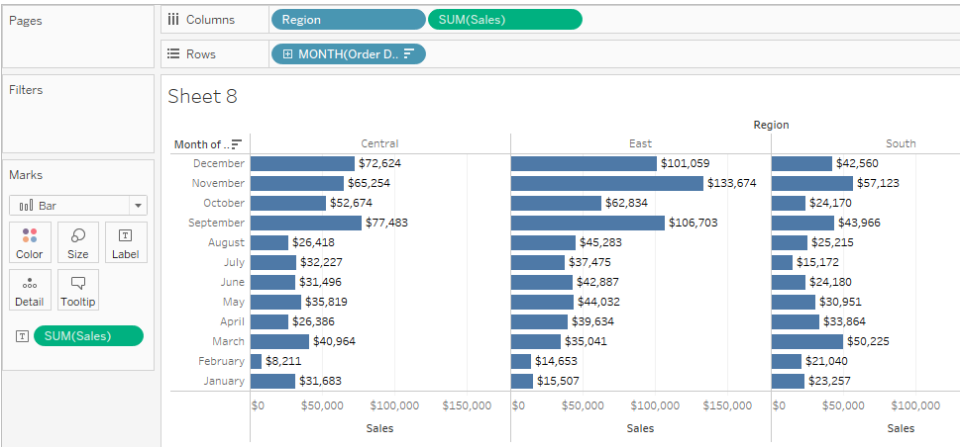 Pages
iii Columns Region SUM(Sales)
Rows MONTH(Order D..
Filters
Sheet 8
Region
Month of .. Central East South
December $72,624 $101,059 $42,560
November $65,254 $133,674 $57,123
October $52,674 $62,834 $24,170
September $77,483 $106,703 $43,966
August $26,418 $45,283 $25,215
July $32,227 $37,475 $15,172
June $31,496 $42,887 $24,180
May $35,819 $44,032 $30,951
April $26,386 $39,634 $33,864
March $40,964 $35,041 $50,225
February $8,211 $14,653 $21,040
January $31,683 $15,507 $23,257
$0 $50,000 $100,000 $150,000 $0 $50,000 $100,000 $150,000 $0 $50,000 $100,000
Sales Sales Sales
Marks
Bar
Color Size T Label
Detail Tooltip
T SUM(Sales)